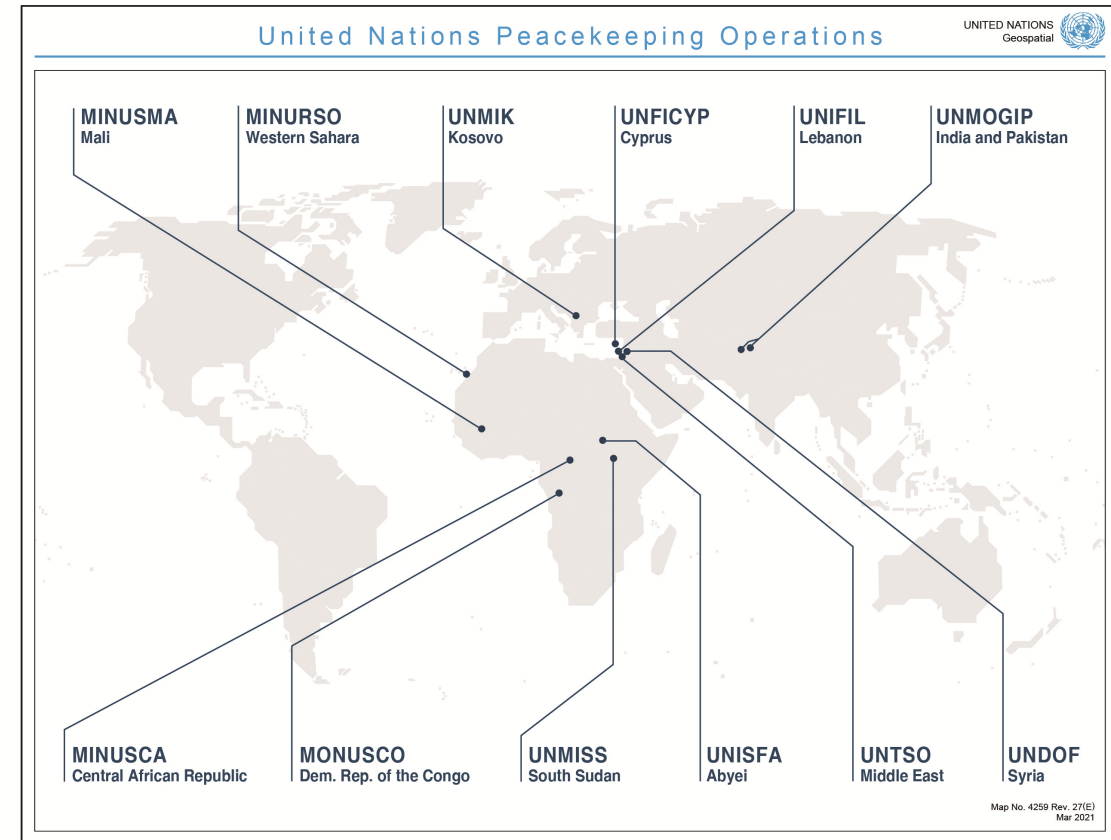 United Nations Peacekeeping Operations
UNITED NATIONS
Geospatial
MINUSMA
Mali
MINURSO
Western Sahara
UNMIK
Kosovo
UNFICYP
Cyprus
UNIFIL
Lebanon
UNMOGIP
India and Pakistan
MINUSCA
Central African Republic
MONUSCO
Dem. Rep. of the Congo
UNMISS
South Sudan
UNISFA
Abyei
UNTSO
Middle East
UNDOF
Syria
Map No. 4259 Rev. 27(E)
Mar 2021